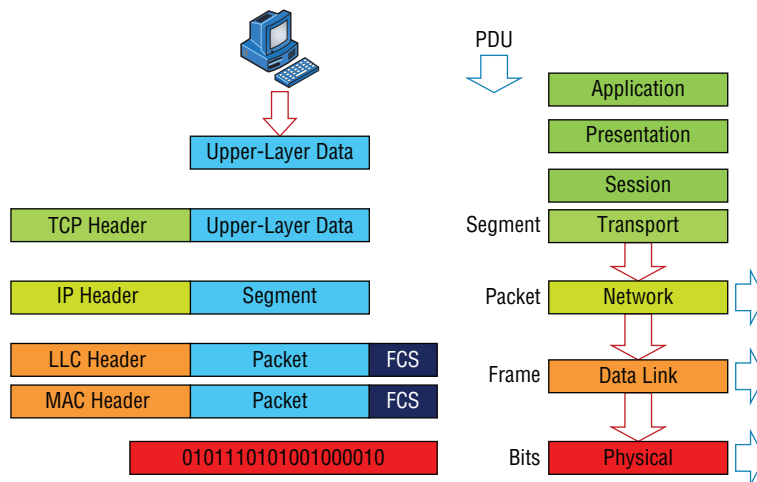 PDU
Application
Presentation
Upper-Layer Data
Session
TCP Header Upper-Layer Data Segment Transport
IP Header Segment Packet Network
LLC Header Packet FCS
Frame Data Link
MAC Header Packet FCS
0101110101001000010 Bits Physical